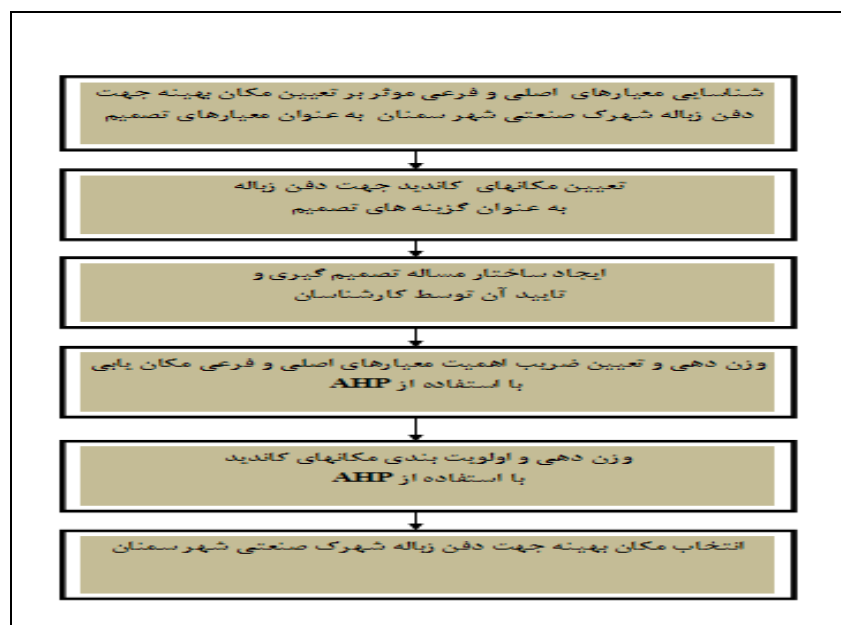 شناسایی معیارهای اصلی و فرعی موثر بر تعیین مکان بهینه جهت
دفن زباله شهرک صنعتی شهر سمنان به عنوان معیارهای تصمیم
تعیین مکانهای کاندید جهت دفن زباله
به عنوان گزینه های تصمیم
ایجاد ساختار مساله تصمیم گیری و
تایید آن توسط کارشناسان
وزن دهی و تعیین ضریب اهمیت معیارهای اصلی و فرعی مکان یابی
با استفاده از AHP
وزن دهی و اولویت بندی مکانهای کاندید
با استفاده از AHP
انتخاب مکان بهینه جهت دفن زباله شهرک صنعتی شهر سمنان